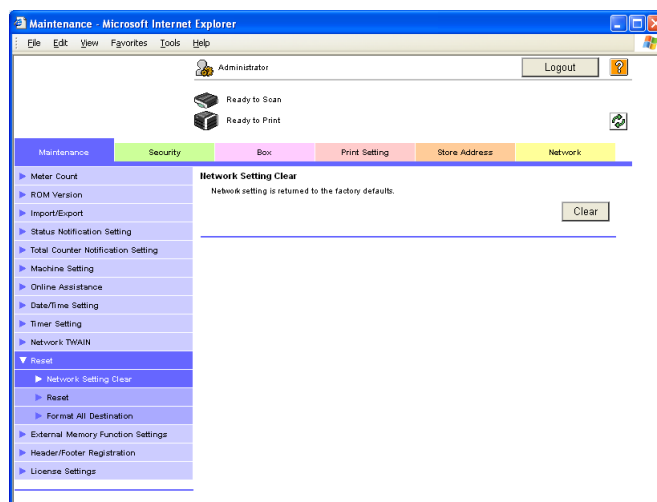 Maintenance - Microsoft Internet Explorer
File Edit View Favorites Tools Help
Administrator
Logout
?
Ready to Scan
Ready to Print
Maintenance Security Box Print Setting Store Address Network
Meter Count
ROM Version
Import/Export
Status Notification Setting
Total Counter Notification Setting
Machine Setting
Online Assistance
Date/Time Setting
Timer Setting
Network TWAIN
Reset
Network Setting Clear
Reset
Format All Destination
External Memory Function Settings
Header/Footer Registration
License Settings
Network Setting Clear
Network setting is returned to the factory defaults.
Clear